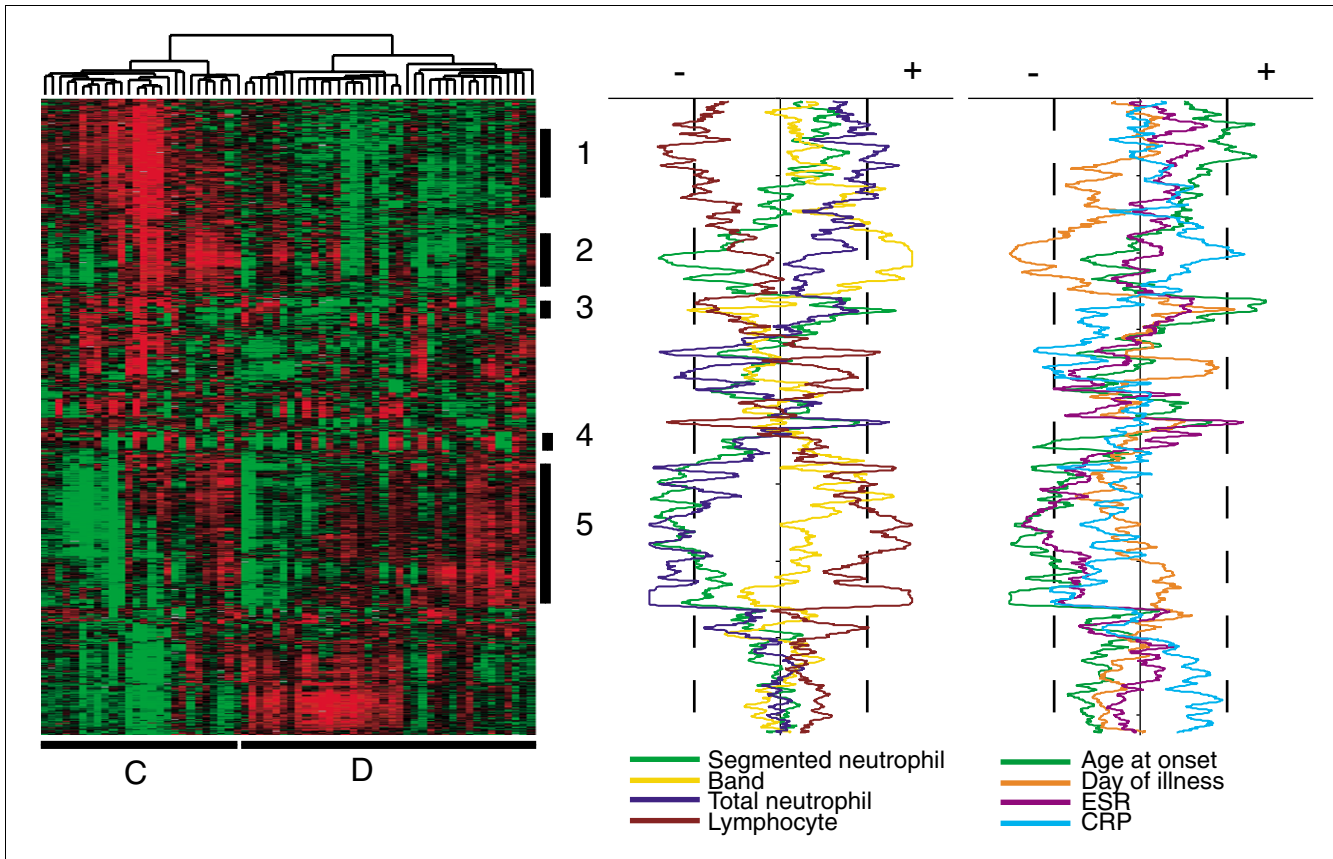 - + - +
1
2
3
4
5
C D
Segmented neutrophil
Band
Total neutrophil
Lymphocyte
Age at onset
Day of illness
ESR
CRP